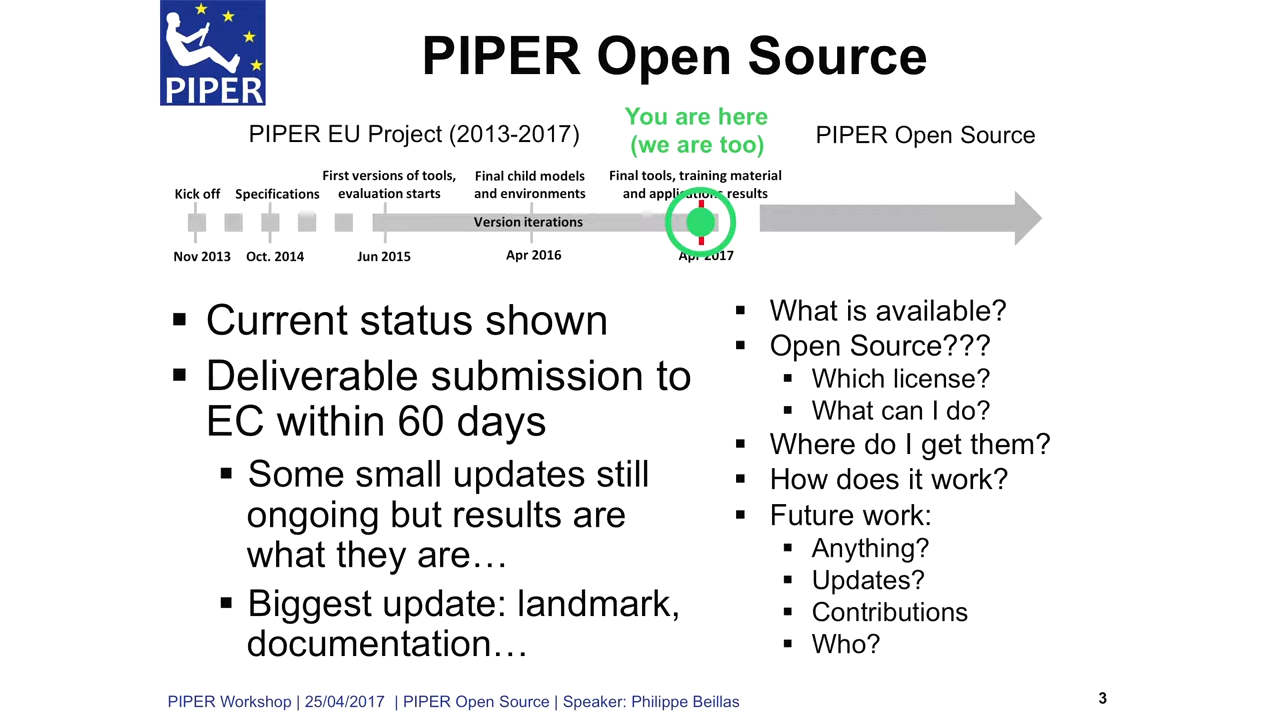 PIPER
PIPER Open Source
PIPER EU Project (2013-2017)
You are here
(we are too)
PIPER Open Source
Kick off
Specifications
First versions of tools,
evaluation starts
Final child models
and environments
Final tools, training material
and applications results
Version iterations
Nov 2013
Oct. 2014
Jun 2015
Apr 2016
Apr 2017
▪ Current status shown
▪ Deliverable submission to
EC within 60 days
▪ Some small updates still
ongoing but results are
what they are…
▪ Biggest update: landmark,
documentation…
▪ What is available?
▪ Open Source???
▪ Which license?
▪ What can I do?
▪ Where do I get them?
▪ How does it work?
▪ Future work:
▪ Anything?
▪ Updates?
▪ Contributions
▪ Who?
PIPER Workshop | 25/04/2017 | PIPER Open Source | Speaker: Philippe Beillas
3